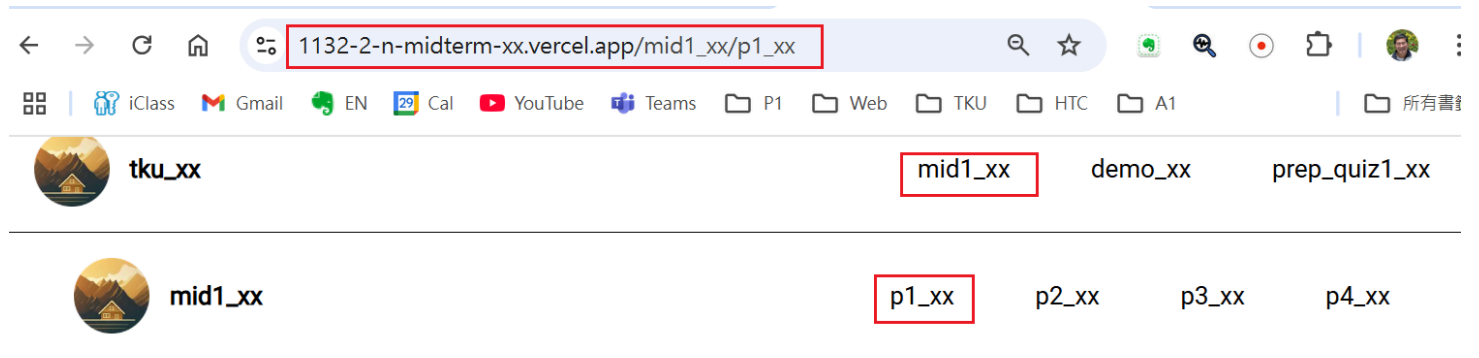 1132-2-n-midterm-xx.vercel.app/mid1_xx/p1_xx
iClass Gmail EN 29 Cal YouTube Teams P1 Web TKU HTC A1 所有書籤
tku_xx mid1_xx demo_xx prep_quiz1_xx
mid1_xx p1_xx p2_xx p3_xx p4_xx